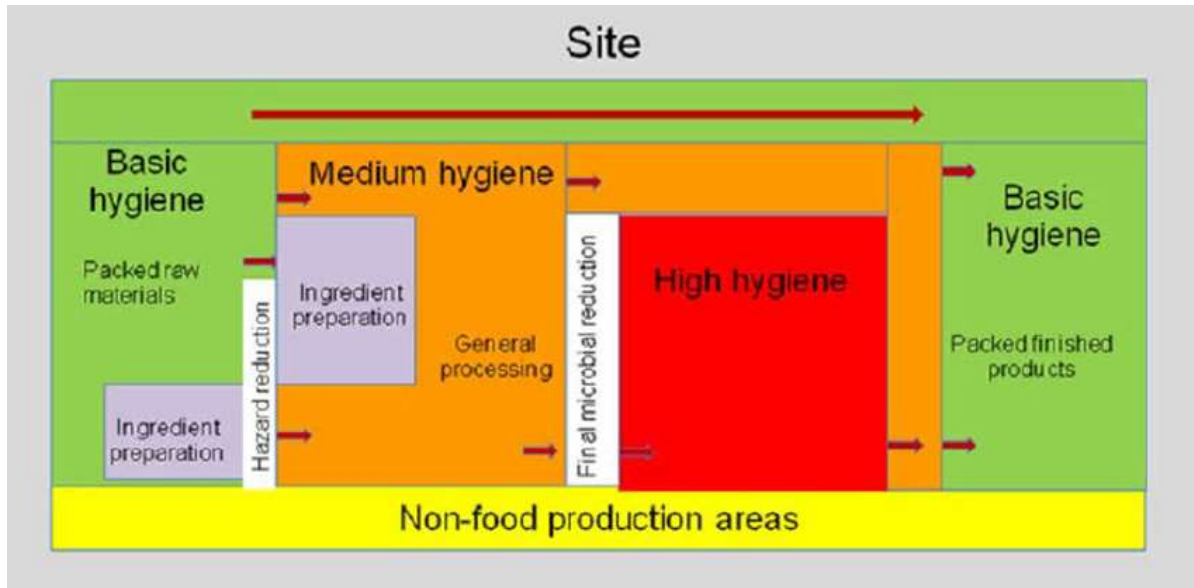 Site
Basic
hygiene
Packed raw
materials
Ingredient
preparation
Hazard reduction
Medium hygiene
Ingredient
preparation
General
processing
Final microbial reduction
High hygiene
Basic
hygiene
Packed finished
products
Non-food production areas